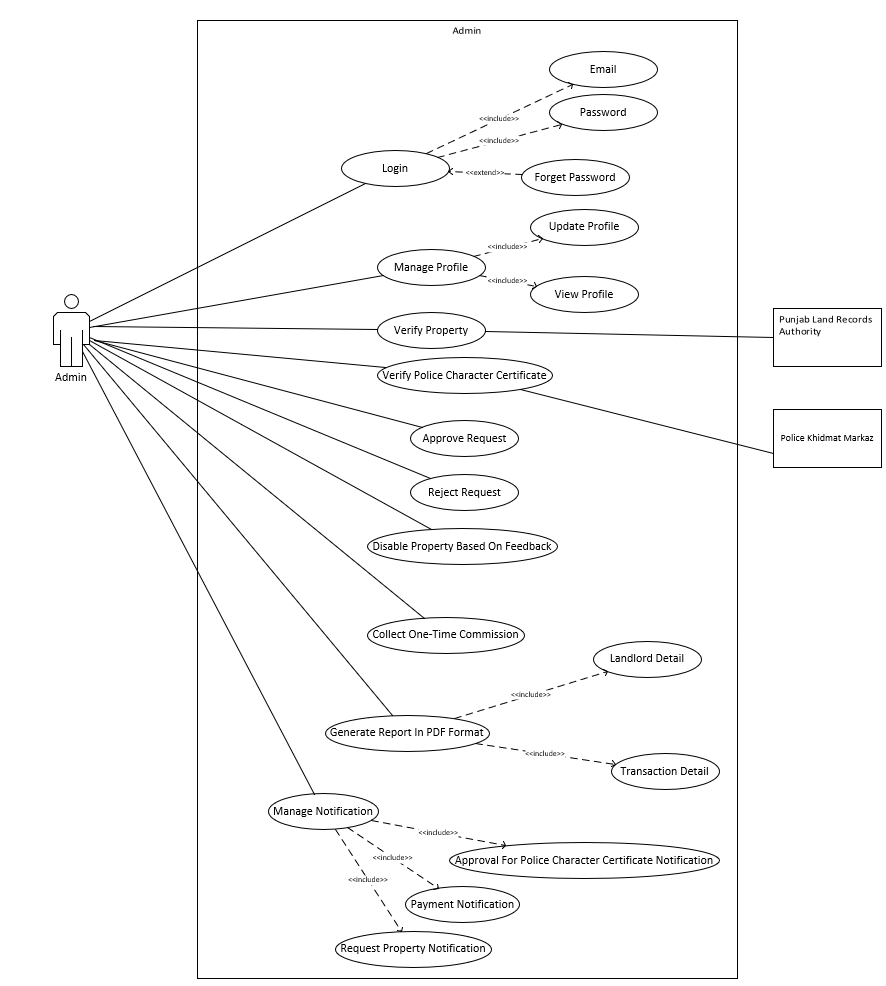 Admin
Email
<<include>>
Password
<<include>>
Login
<<extend>>
Forget Password
Update Profile
<<include>>
Manage Profile
<<include>>
View Profile
Admin
Verify Property
Punjab Land Records
Authority
Verify Police Character Certificate
Police Khidmat Markaz
Approve Request
Reject Request
Disable Property Based On Feedback
Collect One-Time Commission
Landlord Detail
<<include>>
Generate Report In PDF Format
<<include>>
Transaction Detail
Manage Notification
<<include>>
Approval For Police Character Certificate Notification
<<include>>
Payment Notification
<<include>>
Request Property Notification